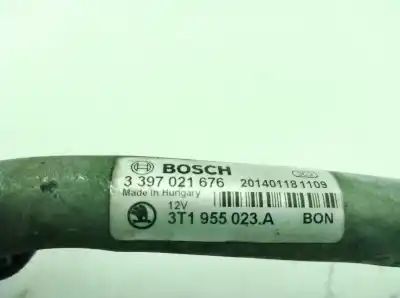 BOSCH
3 397 021 676 201401181109
Made in Hungary
12V
3T1 955 023.A BON